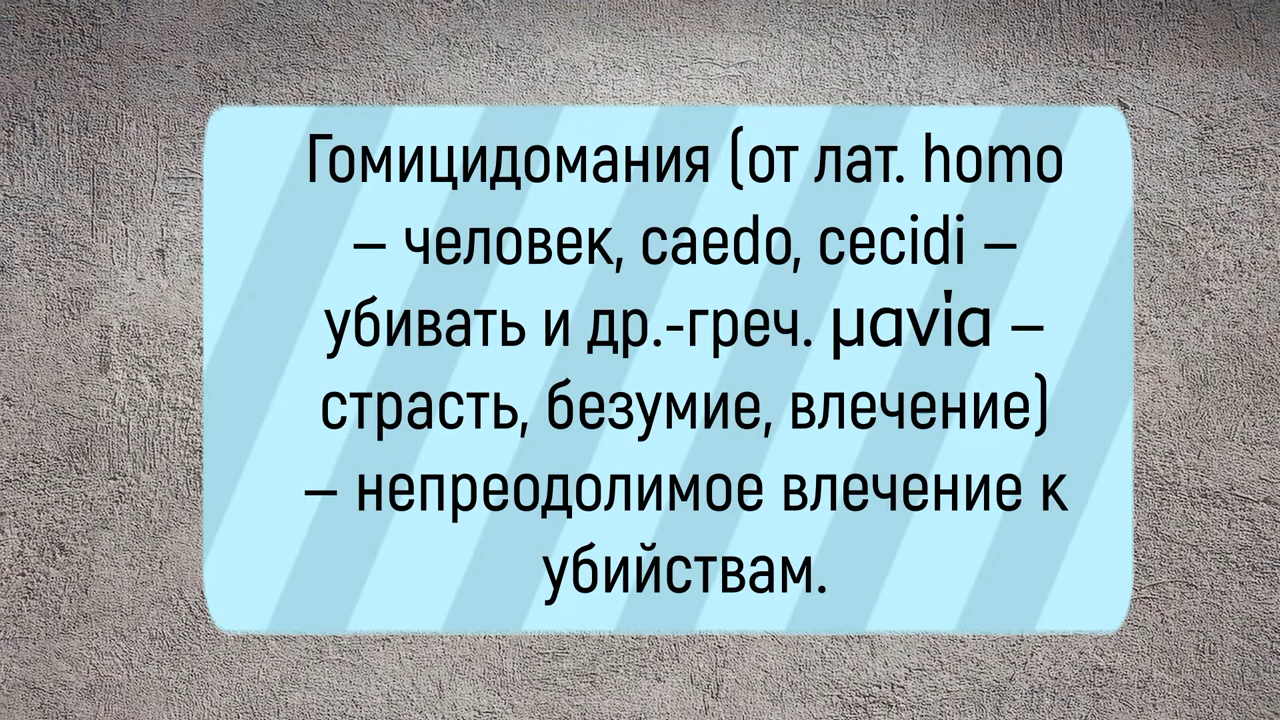 Гомицидомания (от лат. homo
– человек, caedo, cecidi –
убивать и др.-греч. μανία –
страсть, безумие, влечение)
– непреодолимое влечение к
убийствам.